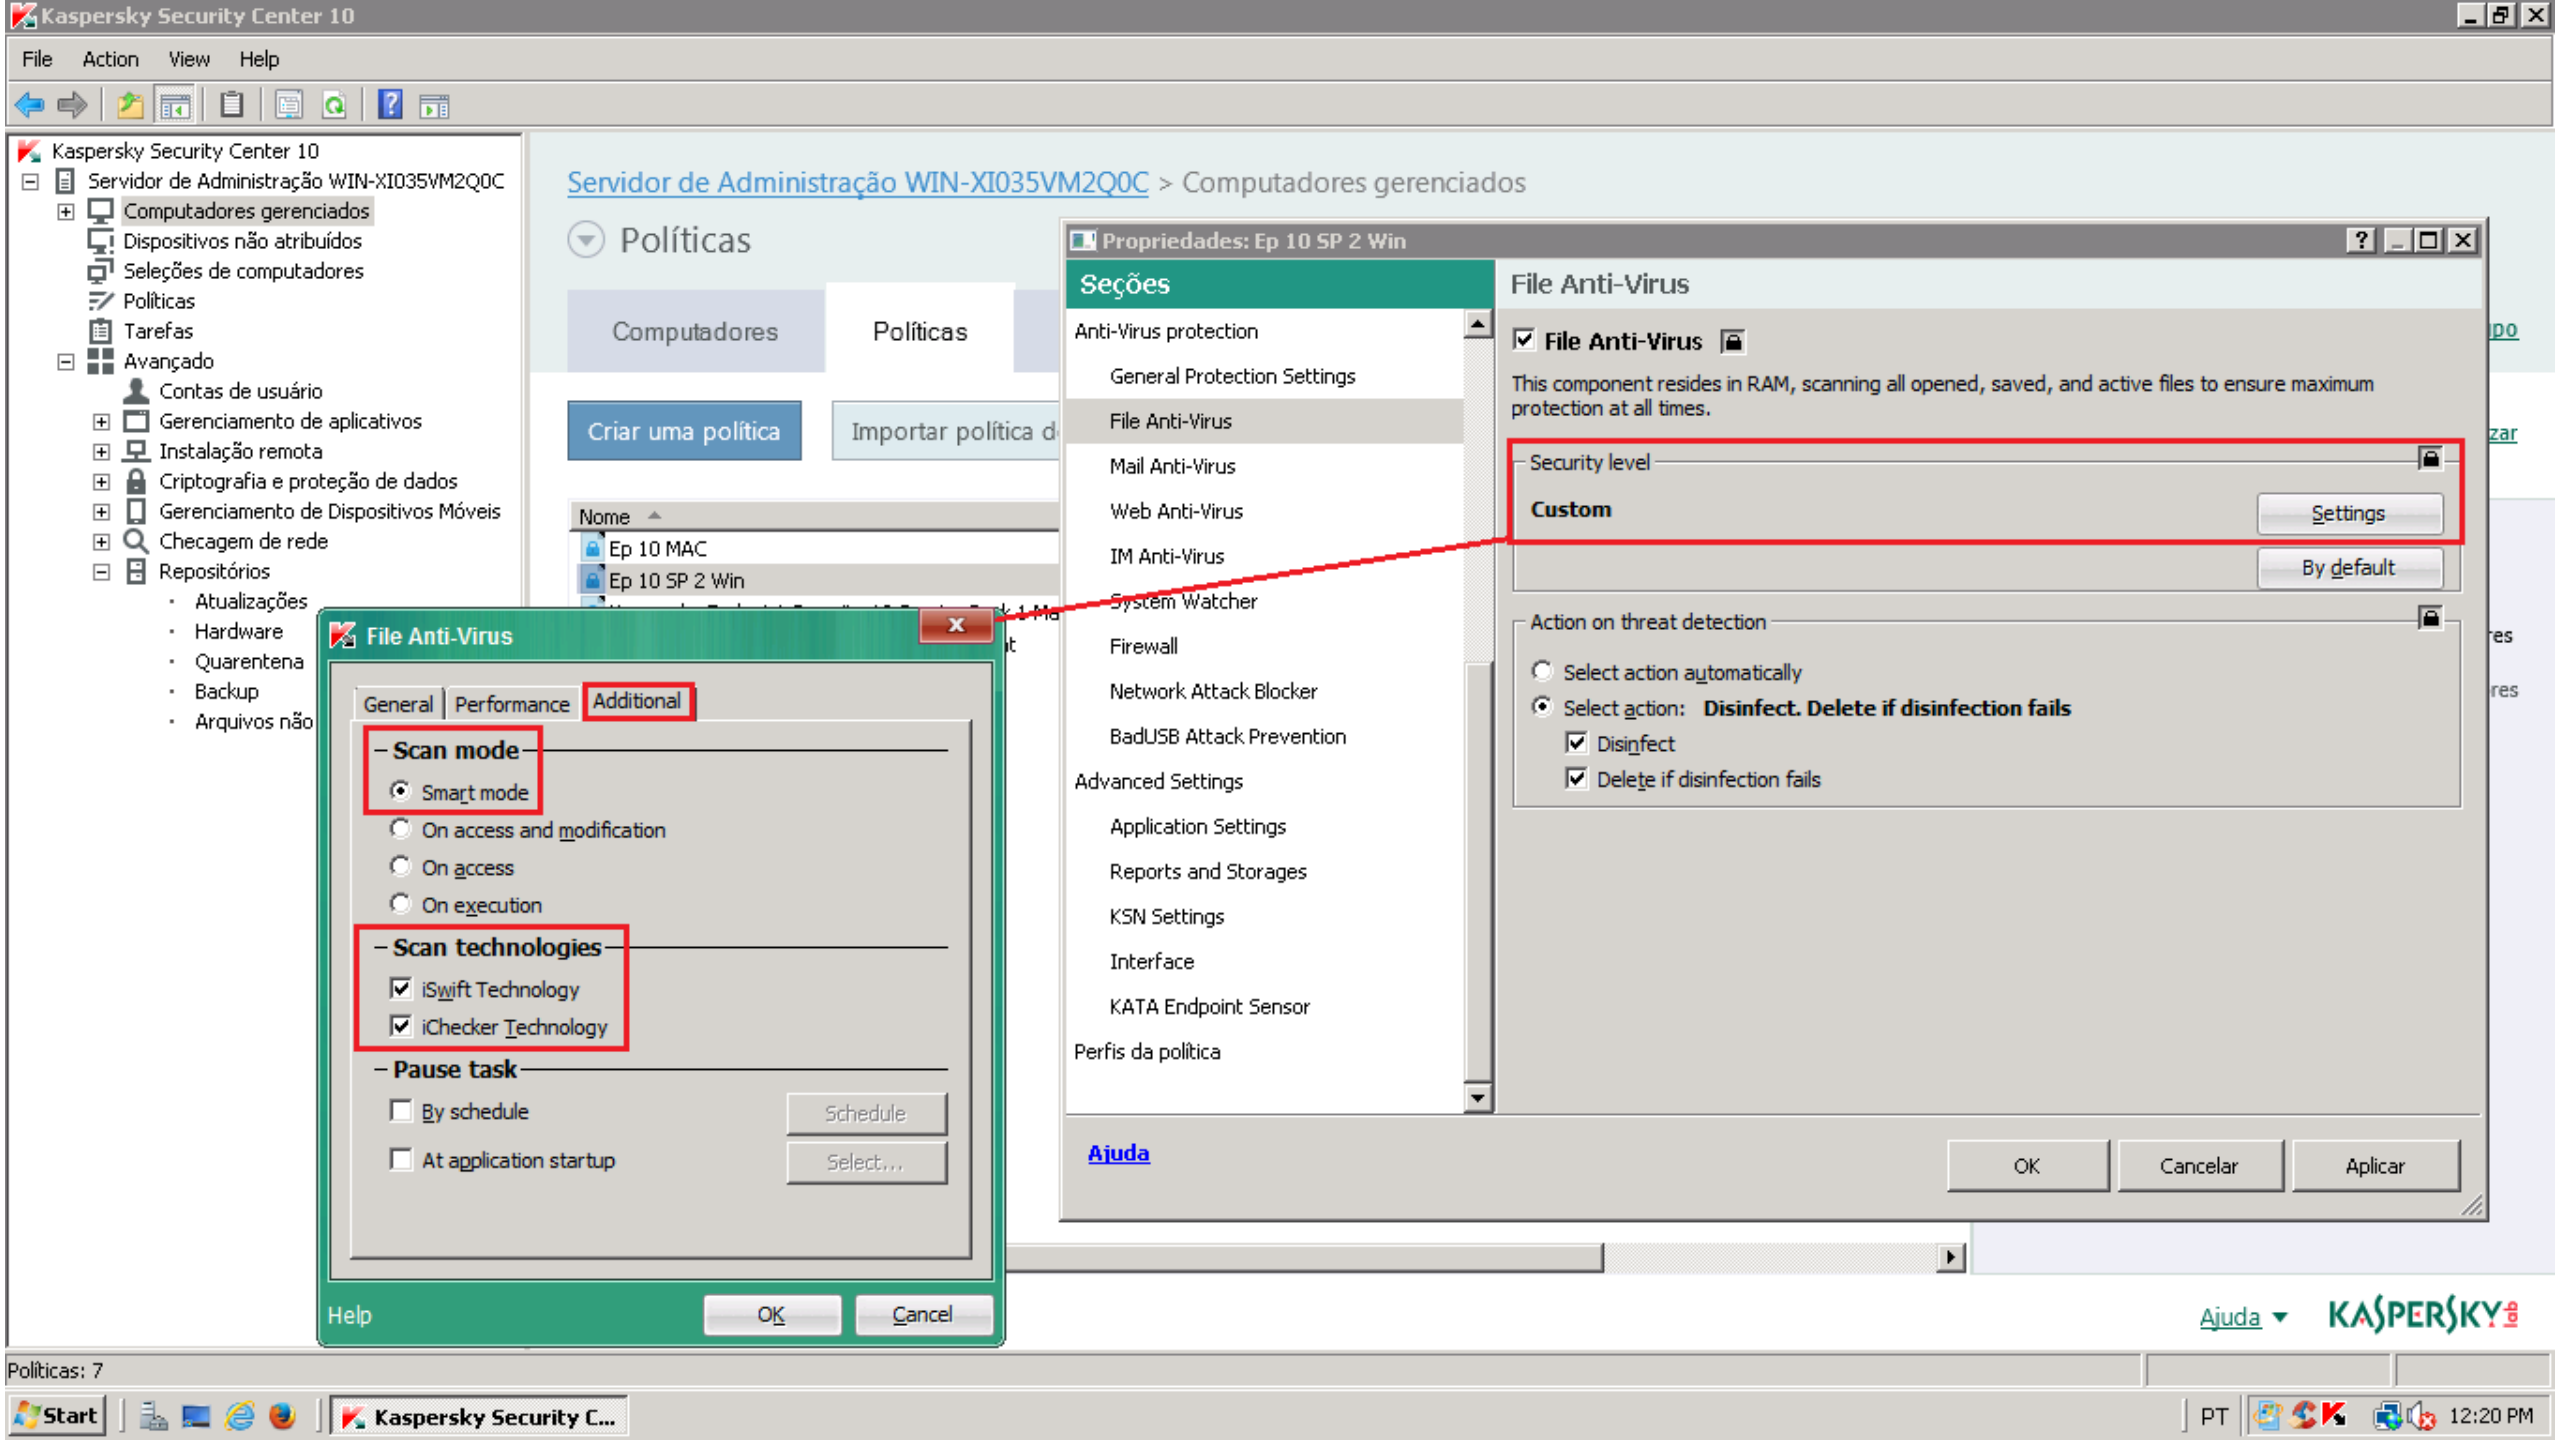 Kaspersky Security Center 10
File Action View Help
Kaspersky Security Center 10
Servidor de Administração WIN-XI035VM2Q0C
Computadores gerenciados
Dispositivos não atribuídos
Seleções de computadores
Políticas
Tarefas
Avançado
Contas de usuário
Gerenciamento de aplicativos
Instalação remota
Criptografia e proteção de dados
Gerenciamento de Dispositivos Móveis
Checagem de rede
Repositórios
Atualizações
Hardware
Quarentena
Backup
Arquivos não
Servidor de Administração WIN-XI035VM2Q0C > Computadores gerenciados
Políticas
Computadores Políticas
Criar uma política Importar política d
Nome
Ep 10 MAC
Ep 10 SP 2 Win
File Anti-Virus
General Performance Additional
Scan mode
Smart mode
On access and modification
On access
On execution
Scan technologies
iSwift Technology
iChecker Technology
Pause task
By schedule Schedule
At application startup Select...
Help OK Cancel
Propriedades: Ep 10 SP 2 Win
Seções
Anti-Virus protection
General Protection Settings
File Anti-Virus
Mail Anti-Virus
Web Anti-Virus
IM Anti-Virus
System Watcher
Firewall
Network Attack Blocker
BadUSB Attack Prevention
Advanced Settings
Application Settings
Reports and Storages
KSN Settings
Interface
KATA Endpoint Sensor
Perfis da política
File Anti-Virus
File Anti-Virus
This component resides in RAM, scanning all opened, saved, and active files to ensure maximum
protection at all times.
Security level
Custom Settings
By default
Action on threat detection
Select action automatically
Select action: Disinfect. Delete if disinfection fails
Disinfect
Delete if disinfection fails
Ajuda OK Cancelar Aplicar
upo
zar
res
res
Ajuda KASPERSKY lab
Políticas: 7
Start Kaspersky Security C... PT 12:20 PM